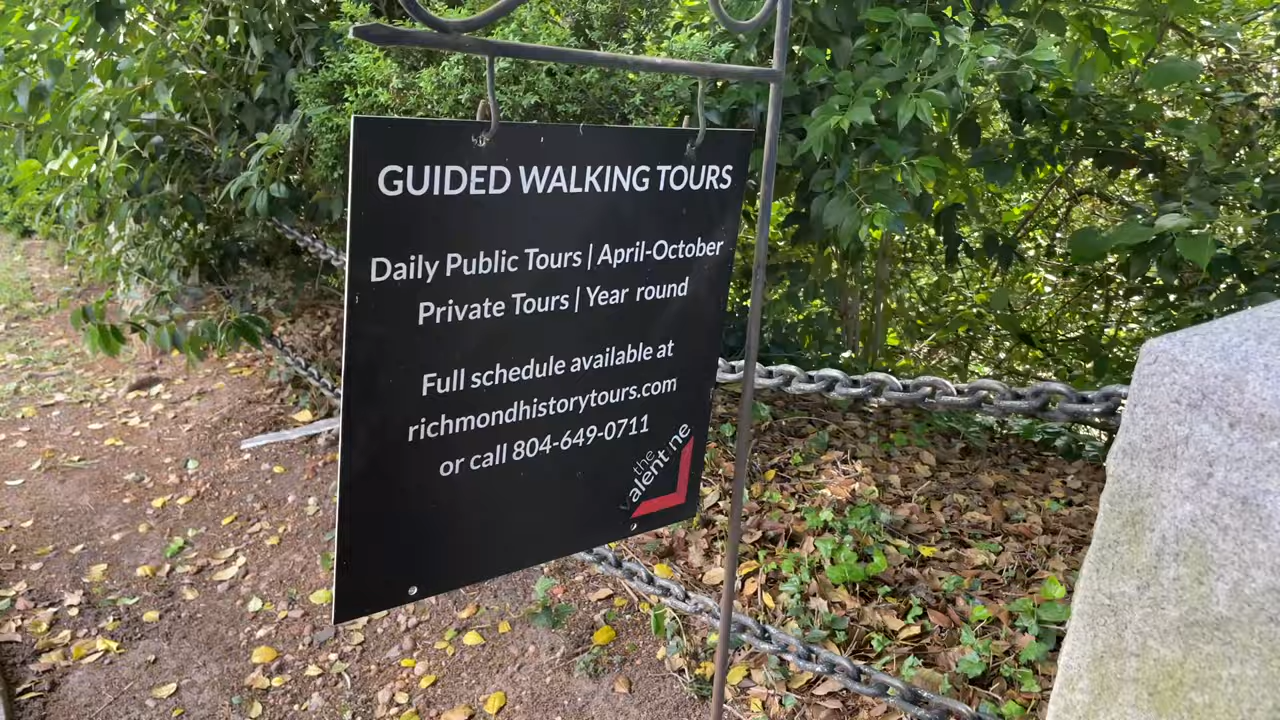 GUIDED WALKING TOURS
Daily Public Tours | April-October
Private Tours | Year round
Full schedule available at
richmondhistorytours.com
or call 804-649-0711
the
valentine